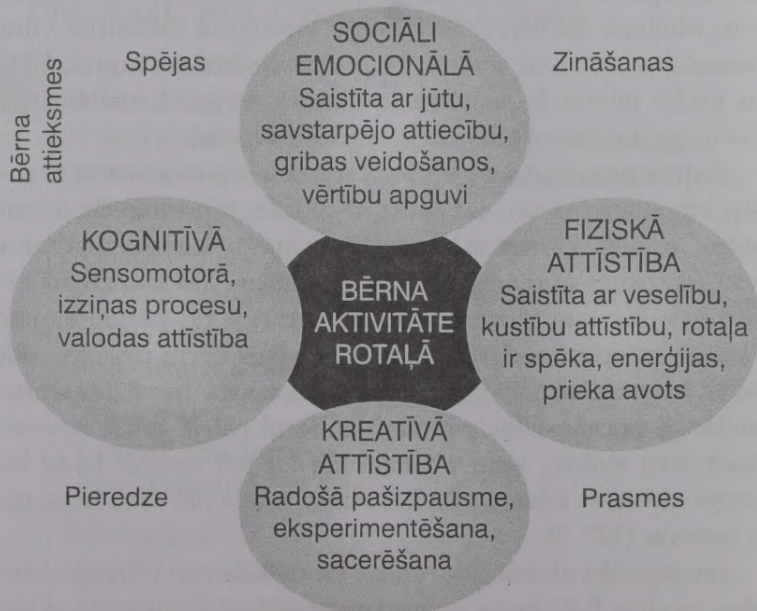 Bērna
attieksmes
Spējas
SOCIĀLI
EMOCIONĀLĀ
Saistīta ar jūtu,
savstarpējo attiecību,
gribas veidošanos,
vērtību apguvi
Zināšanas
KOGNITĪVĀ
Sensomotorā,
izziņas procesu,
valodas attīstība
BĒRNA
AKTIVITĀTE
ROTAĻĀ
FIZISKĀ
ATTĪSTĪBA
Saistīta ar veselību,
kustību attīstību, rotaļa
ir spēka, enerģijas,
prieka avots
Pieredze
KREATĪVĀ
ATTĪSTĪBA
Radošā pašizpausme,
eksperimentēšana,
sacerēšana
Prasmes